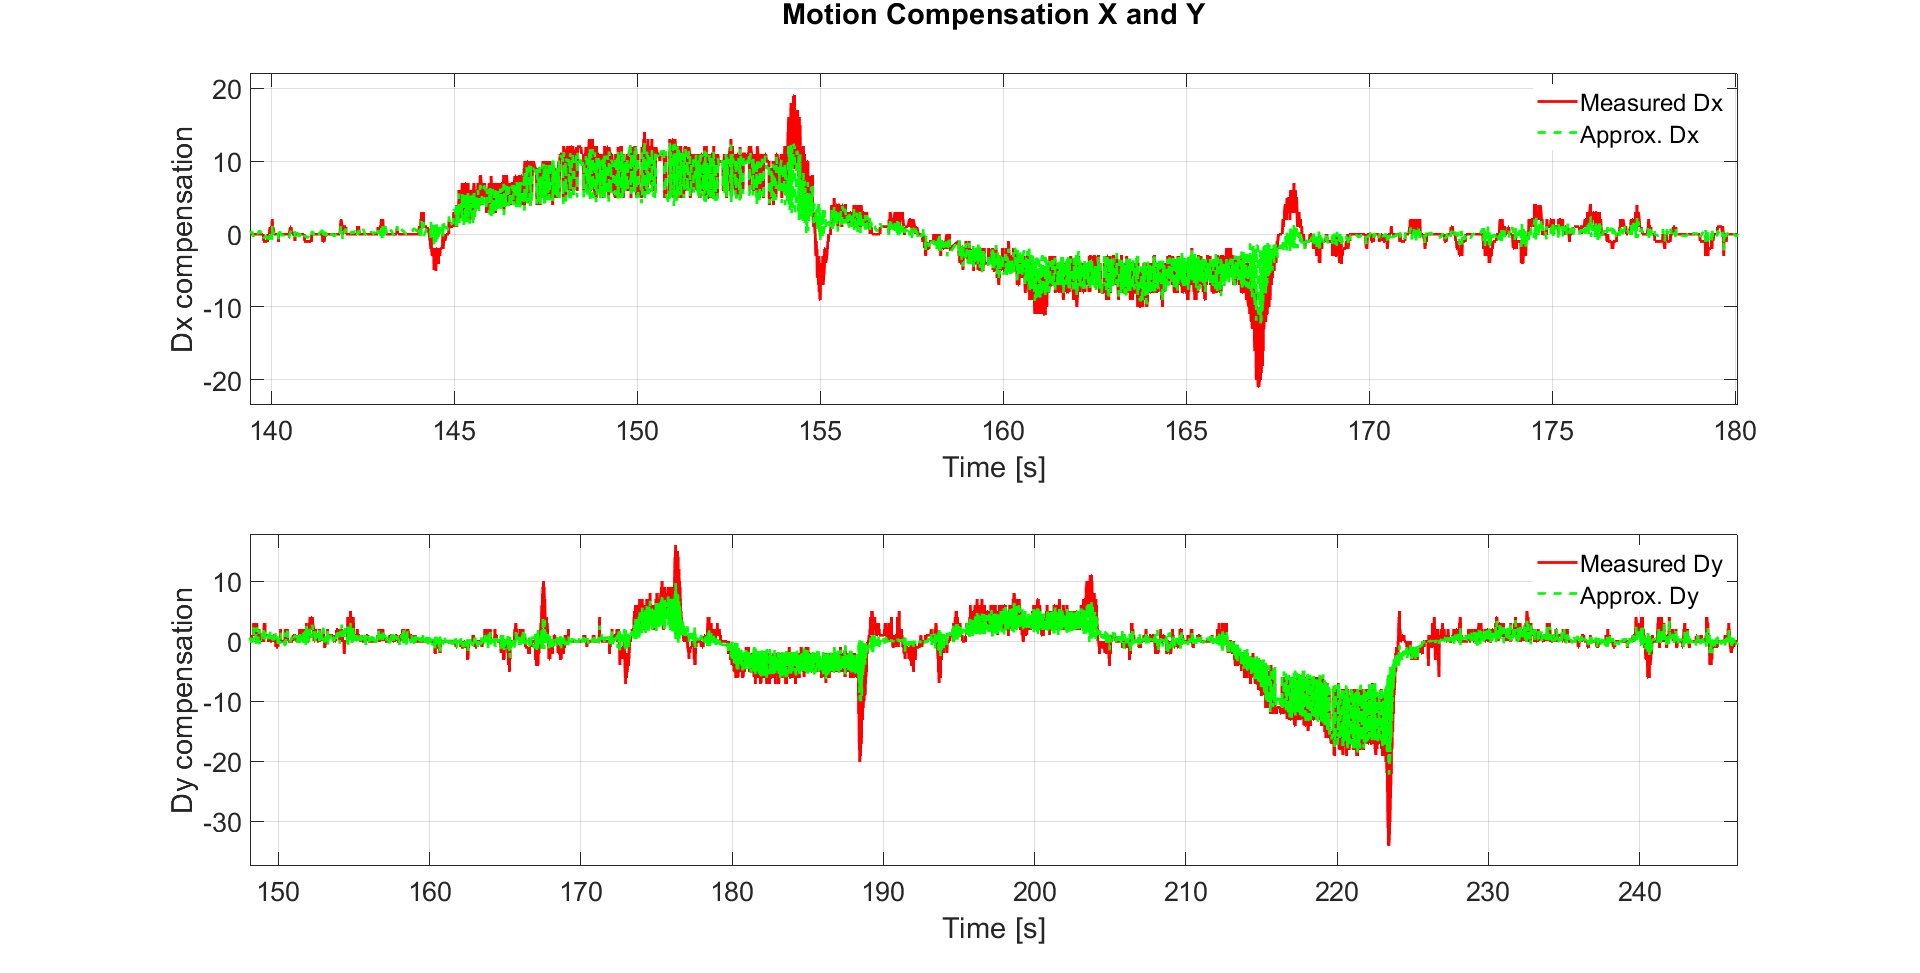 Motion Compensation X and Y
20
10
0
-10
-20
Dx compensation
Measured Dx
Approx. Dx
140 145 150 155 160 165 170 175 180
Time [s]
10
0
-10
-20
-30
Dy compensation
Measured Dy
Approx. Dy
150 160 170 180 190 200 210 220 230 240
Time [s]